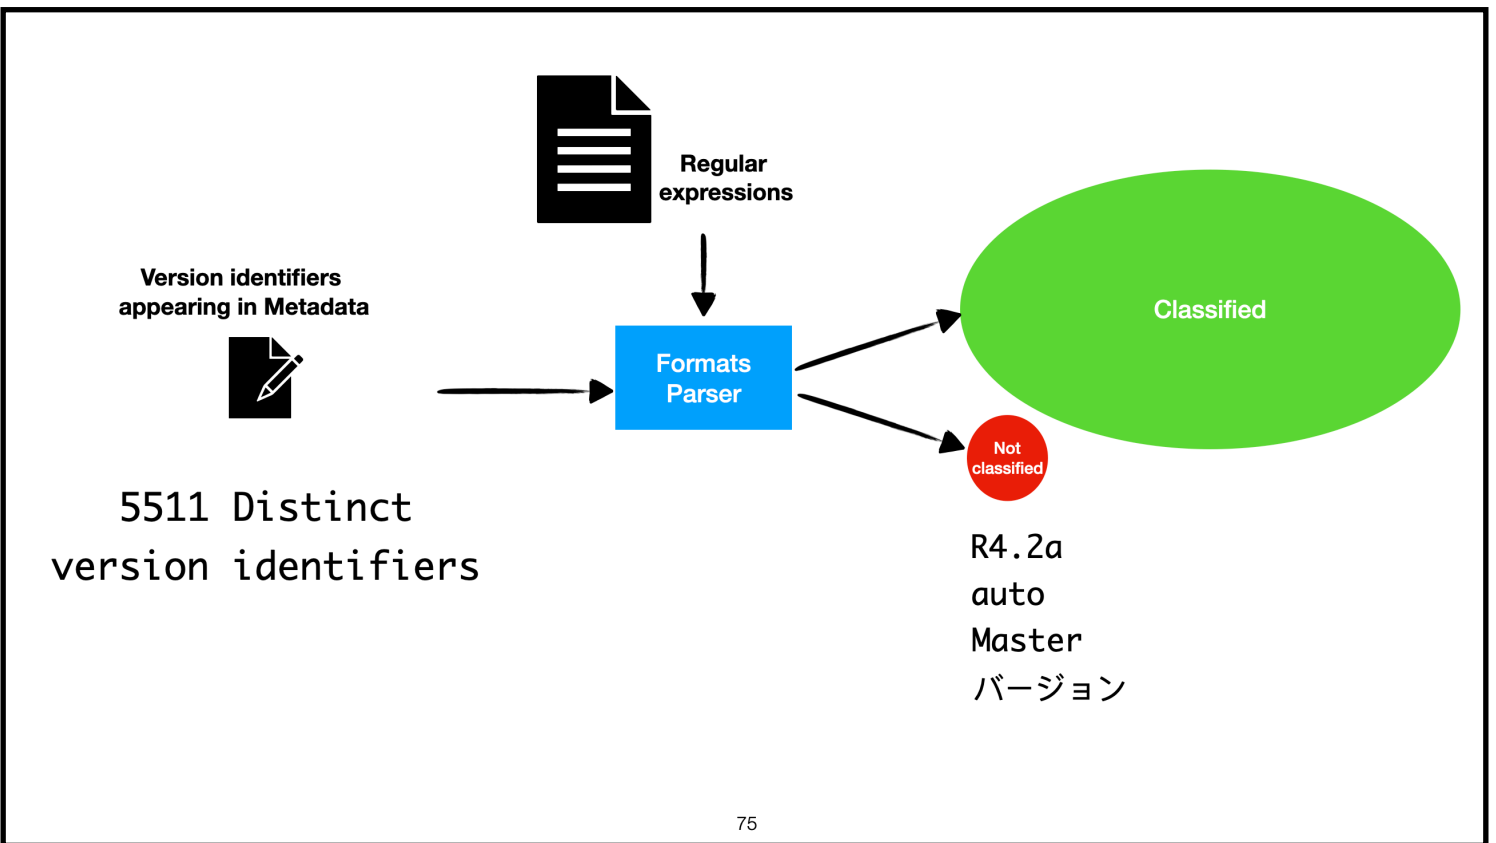 Regular
expressions
Version identifiers
appearing in Metadata
Formats
Parser
Classified
Not
classified
5511 Distinct
version identifiers
R4.2a
auto
Master
バージョン
75